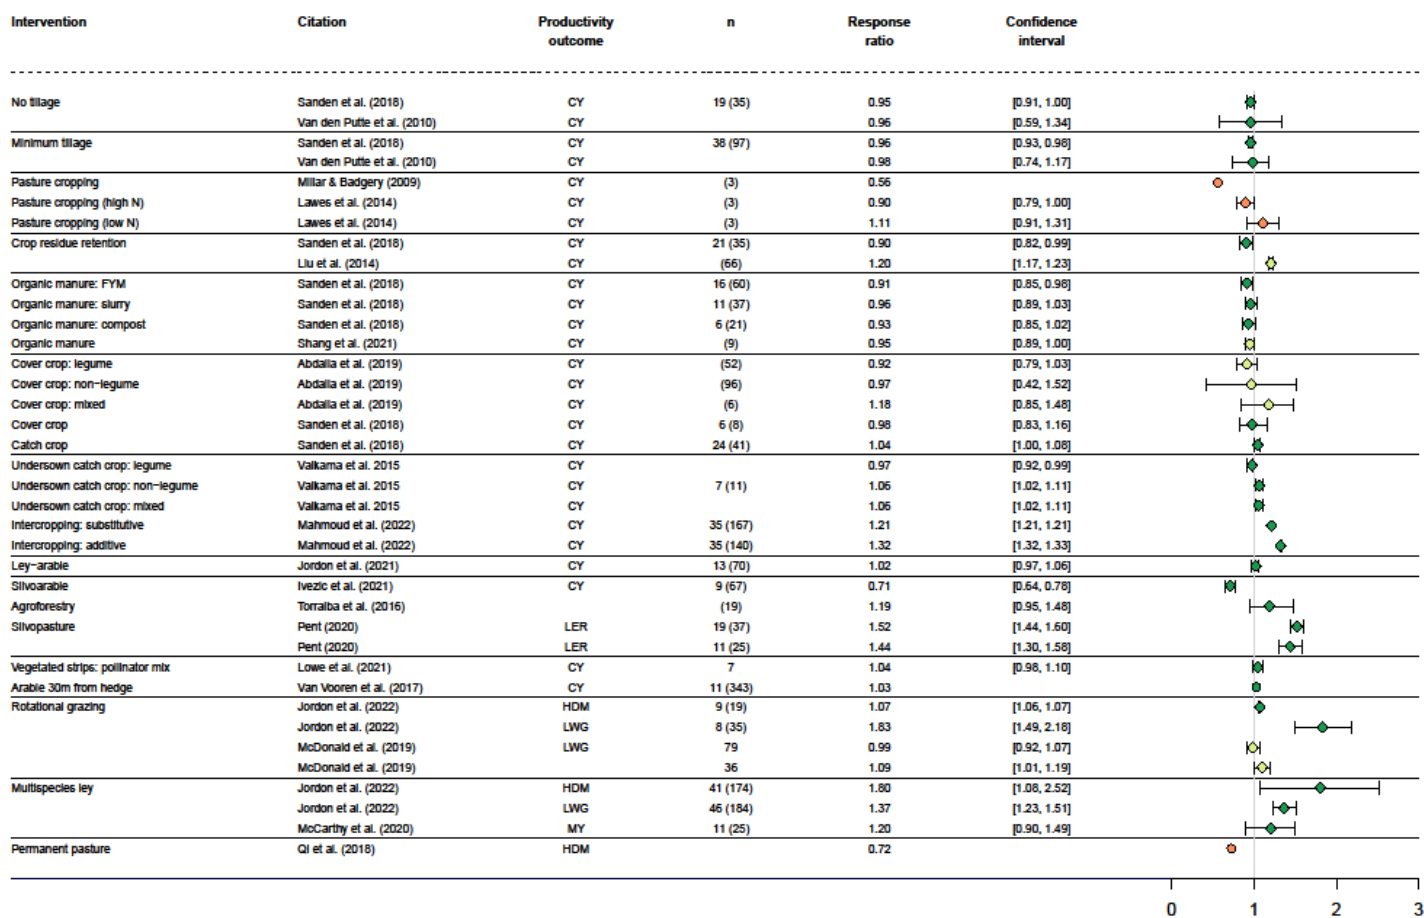 Intervention Citation Productivity outcome n Response ratio Confidence interval
No tillage Sanden et al. (2018) CY 19 (35) 0.95 [0.91, 1.00]
Van den Putte et al. (2010) CY 0.96 [0.59, 1.34]
Minimum tillage Sanden et al. (2018) CY 38 (97) 0.96 [0.93, 0.98]
Van den Putte et al. (2010) CY 0.98 [0.74, 1.17]
Pasture cropping Millar & Badgery (2009) CY (3) 0.56
Pasture cropping (high N) Lawes et al. (2014) CY (3) 0.90 [0.79, 1.00]
Pasture cropping (low N) Lawes et al. (2014) CY (3) 1.11 [0.91, 1.31]
Crop residue retention Sanden et al. (2018) CY 21 (35) 0.90 [0.82, 0.99]
Liu et al. (2014) CY (66) 1.20 [1.17, 1.23]
Organic manure: FYM Sanden et al. (2018) CY 16 (60) 0.91 [0.85, 0.98]
Organic manure: slurry Sanden et al. (2018) CY 11 (37) 0.96 [0.89, 1.03]
Organic manure: compost Sanden et al. (2018) CY 6 (21) 0.93 [0.85, 1.02]
Organic manure Shang et al. (2021) CY (9) 0.95 [0.89, 1.00]
Cover crop: legume Abdalla et al. (2019) CY (52) 0.92 [0.79, 1.03]
Cover crop: non-legume Abdalla et al. (2019) CY (96) 0.97 [0.42, 1.52]
Cover crop: mixed Abdalla et al. (2019) CY (6) 1.18 [0.85, 1.48]
Cover crop Sanden et al. (2018) CY 6 (8) 0.98 [0.83, 1.16]
Catch crop Sanden et al. (2018) CY 24 (41) 1.04 [1.00, 1.08]
Undersown catch crop: legume Valkama et al. 2015 CY 0.97 [0.92, 0.99]
Undersown catch crop: non-legume Valkama et al. 2015 CY 7 (11) 1.06 [1.02, 1.11]
Undersown catch crop: mixed Valkama et al. 2015 CY 1.06 [1.02, 1.11]
Intercropping: substitutive Mahmoud et al. (2022) CY 35 (167) 1.21 [1.21, 1.21]
Intercropping: additive Mahmoud et al. (2022) CY 35 (140) 1.32 [1.32, 1.33]
Ley-arable Jordon et al. (2021) CY 13 (70) 1.02 [0.97, 1.06]
Silvoarable Ivezic et al. (2021) CY 9 (67) 0.71 [0.64, 0.78]
Agroforestry Torralba et al. (2016) (19) 1.19 [0.95, 1.48]
Silvopasture Pent (2020) LER 19 (37) 1.52 [1.44, 1.60]
Pent (2020) LER 11 (25) 1.44 [1.30, 1.58]
Vegetated strips: pollinator mix Lowe et al. (2021) CY 7 1.04 [0.98, 1.10]
Arable 30m from hedge Van Vooren et al. (2017) CY 11 (343) 1.03
Rotational grazing Jordon et al. (2022) HDM 9 (19) 1.07 [1.06, 1.07]
Jordon et al. (2022) LWG 8 (35) 1.83 [1.49, 2.18]
McDonald et al. (2019) LWG 79 0.99 [0.92, 1.07]
McDonald et al. (2019) 36 1.09 [1.01, 1.19]
Multispecies ley Jordon et al. (2022) HDM 41 (174) 1.80 [1.08, 2.52]
Jordon et al. (2022) LWG 46 (184) 1.37 [1.23, 1.51]
McCarthy et al. (2020) MY 11 (25) 1.20 [0.90, 1.49]
Permanent pasture Qi et al. (2018) HDM 0.72
0 1 2 3